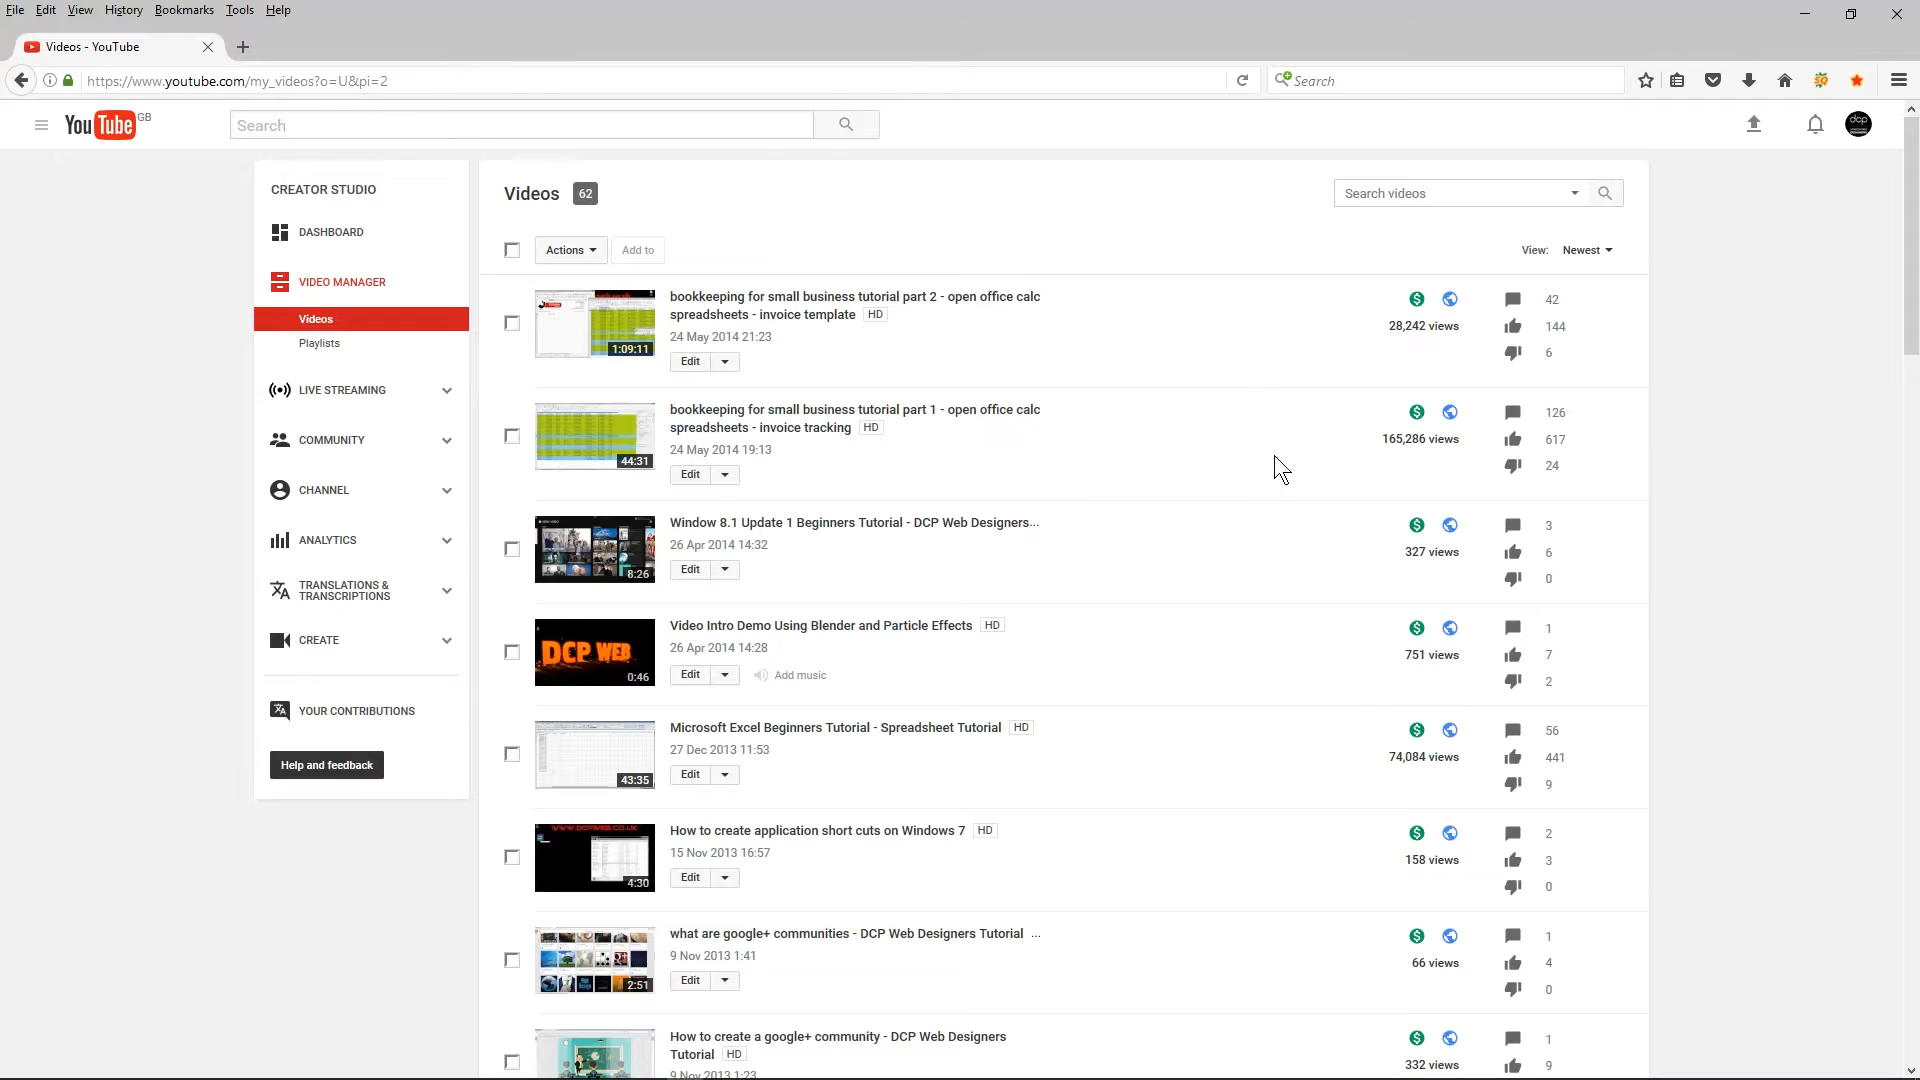 File Edit View History Bookmarks Tools Help
Videos - YouTube
https://www.youtube.com/my_videos?o=U&pi=2
Search
YouTube GB
Search
dcp
CREATOR STUDIO
DASHBOARD
VIDEO MANAGER
Videos
Playlists
LIVE STREAMING
COMMUNITY
CHANNEL
ANALYTICS
TRANSLATIONS &
TRANSCRIPTIONS
CREATE
YOUR CONTRIBUTIONS
Help and feedback
Videos 62
Search videos
Actions Add to
View: Newest
bookkeeping for small business tutorial part 2 - open office calc
spreadsheets - invoice template HD
24 May 2014 21:23
Edit
1:09:11
28,242 views
42
144
6
bookkeeping for small business tutorial part 1 - open office calc
spreadsheets - invoice tracking HD
24 May 2014 19:13
Edit
44:31
165,286 views
126
617
24
Window 8.1 Update 1 Beginners Tutorial - DCP Web Designers...
26 Apr 2014 14:32
Edit
8:26
327 views
3
6
0
Video Intro Demo Using Blender and Particle Effects HD
26 Apr 2014 14:28
Edit Add music
DCP WEB
0:46
751 views
1
7
2
Microsoft Excel Beginners Tutorial - Spreadsheet Tutorial HD
27 Dec 2013 11:53
Edit
43:35
74,084 views
56
441
9
How to create application short cuts on Windows 7 HD
15 Nov 2013 16:57
Edit
WWW.DCPWEB.CO.UK
4:30
158 views
2
3
0
what are google+ communities - DCP Web Designers Tutorial ...
9 Nov 2013 1:41
Edit
2:51
66 views
1
4
0
How to create a google+ community - DCP Web Designers
Tutorial HD
9 Nov 2013 1:23
332 views
1
9